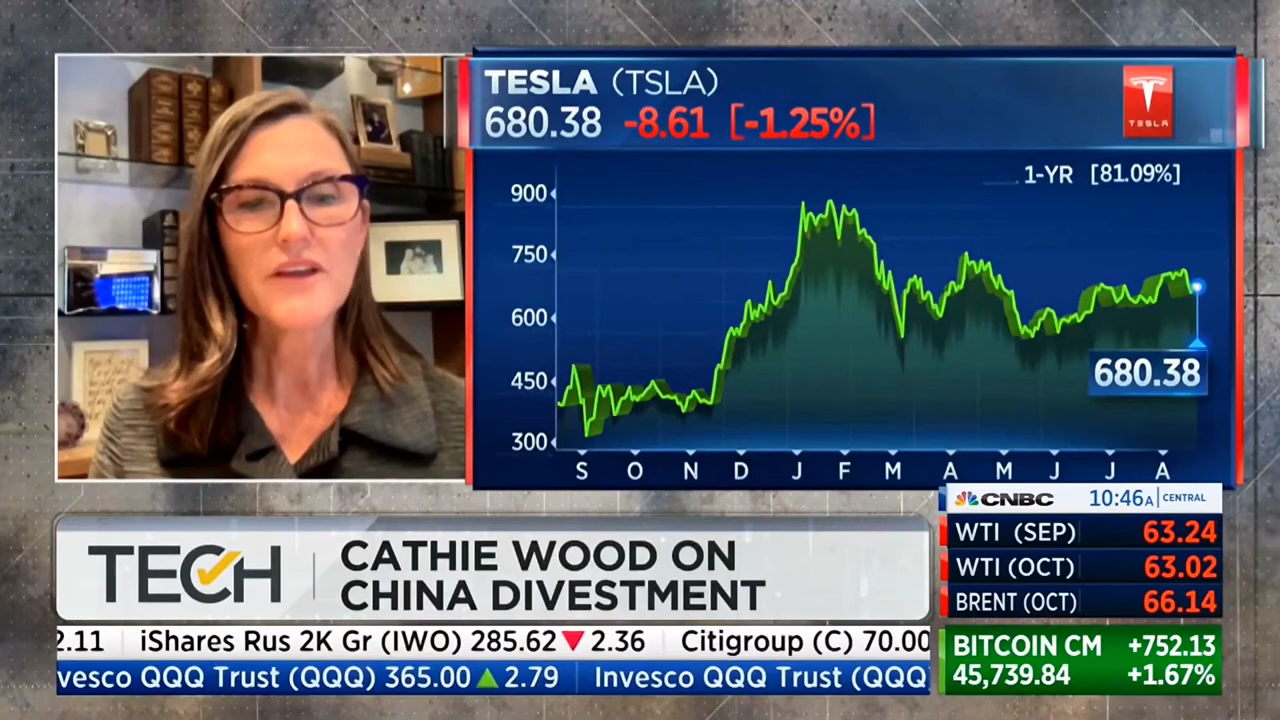 TESLA (TSLA)
680.38 -8.61 [-1.25%]
TESLA
1-YR [81.09%]
900
750
600
450
300
680.38
S O N D J F M A M J J A
TECH
CATHIE WOOD ON
CHINA DIVESTMENT
CNBC 10:46A CENTRAL
WTI (SEP) 63.24
WTI (OCT) 63.02
BRENT (OCT) 66.14
BITCOIN CM +752.13
45,739.84 +1.67%
2.11 iShares Rus 2K Gr (IWO) 285.62 ▼ 2.36 Citigroup (C) 70.00
vesco QQQ Trust (QQQ) 365.00 ▲ 2.79 Invesco QQQ Trust (QQQ)